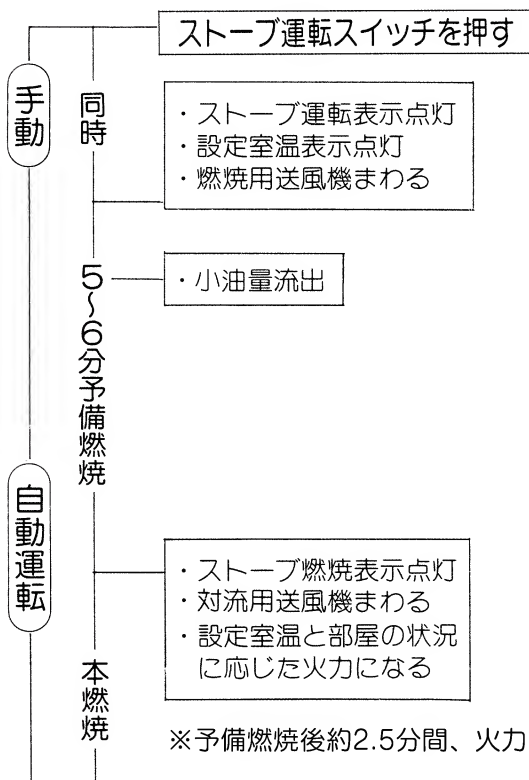 ストーブ運転スイッチを押す
手動
同時
・ストーブ運転表示点灯
・設定室温表示点灯
・燃焼用送風機まわる
5～6分予備燃焼
・小油量流出
自動運転
・ストーブ燃焼表示点灯
・対流用送風機まわる
・設定室温と部屋の状況
に応じた火力になる
本燃焼
※予備燃焼後約2.5分間、火力